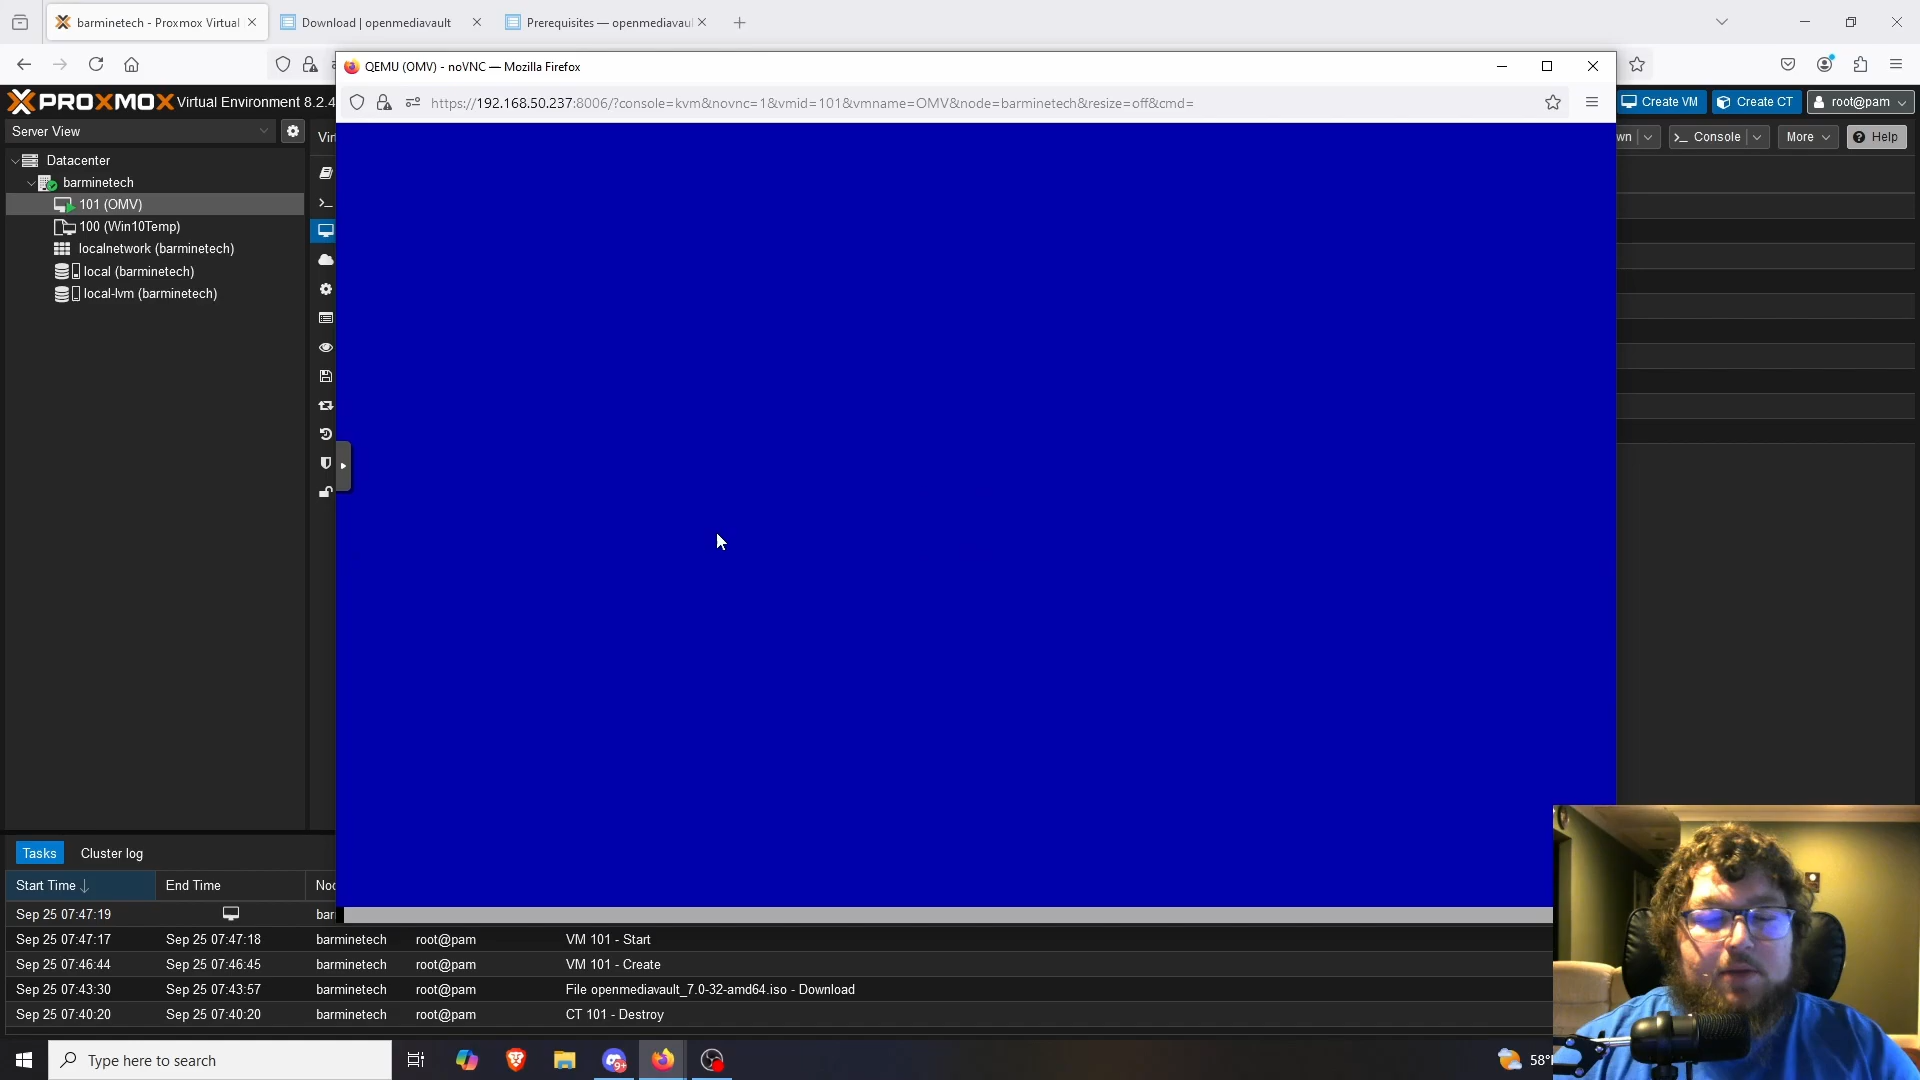 barminetech - Proxmox Virtual
Download | openmediavault
Prerequisites — openmediavau
QEMU (OMV) - noVNC — Mozilla Firefox
https://192.168.50.237:8006/?console=kvm&novnc=1&vmid=101&vmname=OMV&node=barminetech&resize=off&cmd=
PROXMOX Virtual Environment 8.2.4
Create VM
Create CT
root@pam
Server View
Vir
wn
Console
More
Help
Datacenter
barminetech
101 (OMV)
100 (Win10Temp)
localnetwork (barminetech)
local (barminetech)
local-lvm (barminetech)
Tasks
Cluster log
Start Time
End Time
Noc
Sep 25 07:47:19
bar
Sep 25 07:47:17 Sep 25 07:47:18 barminetech root@pam VM 101 - Start
Sep 25 07:46:44 Sep 25 07:46:45 barminetech root@pam VM 101 - Create
Sep 25 07:43:30 Sep 25 07:43:57 barminetech root@pam File openmediavault_7.0-32-amd64.iso - Download
Sep 25 07:40:20 Sep 25 07:40:20 barminetech root@pam CT 101 - Destroy
Type here to search
9+
58°